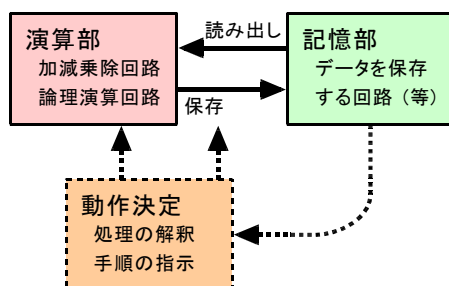 演算部
加減乗除回路
論理演算回路
読み出し
保存
記憶部
データを保存
する回路（等）
動作決定
処理の解釈
手順の指示